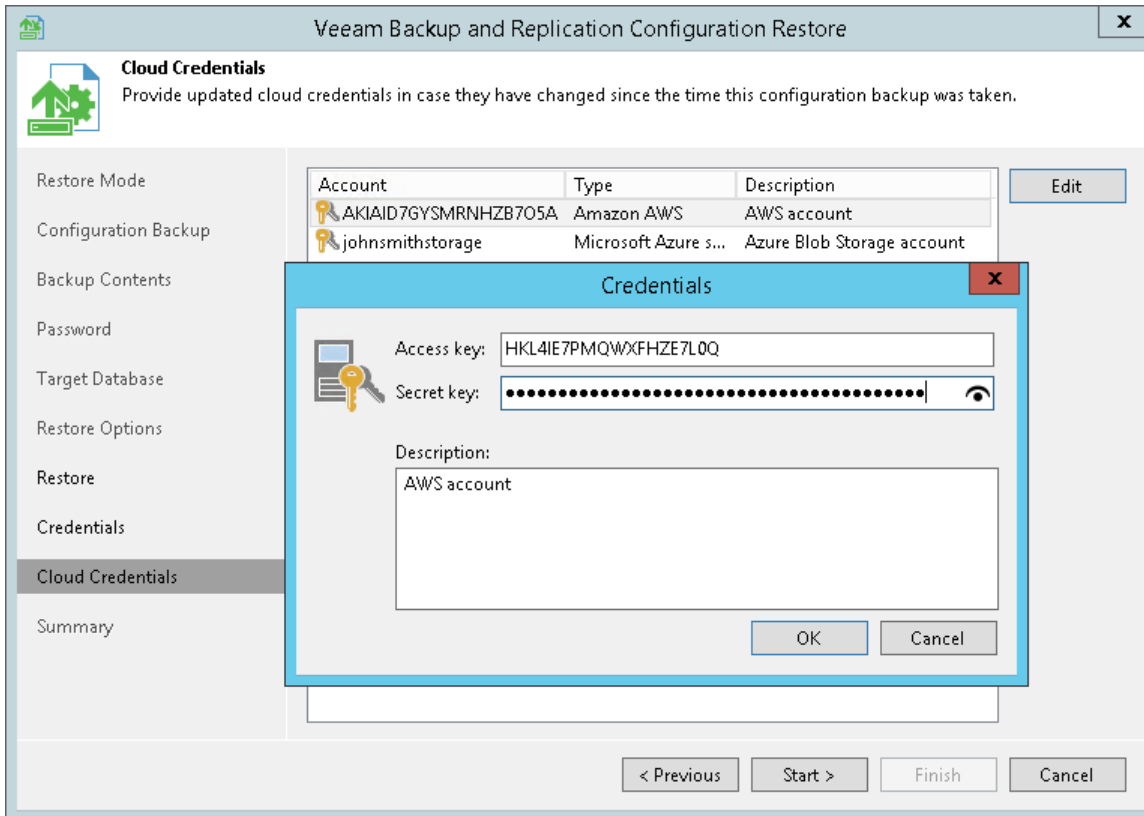 Veeam Backup and Replication Configuration Restore
x
Cloud Credentials
Provide updated cloud credentials in case they have changed since the time this configuration backup was taken.
Restore Mode
Configuration Backup
Backup Contents
Password
Target Database
Restore Options
Restore
Credentials
Cloud Credentials
Summary
Account Type Description
AKIAID7GYSMRNHZB7O5A Amazon AWS AWS account
johnsmithstorage Microsoft Azure s... Azure Blob Storage account
Edit
Credentials
x
Access key: HKL4IE7PMQWXFHZE7L0Q
Secret key: ••••••••••••••••••••••••••••••••••••••••
Description:
AWS account
OK Cancel
< Previous Start > Finish Cancel